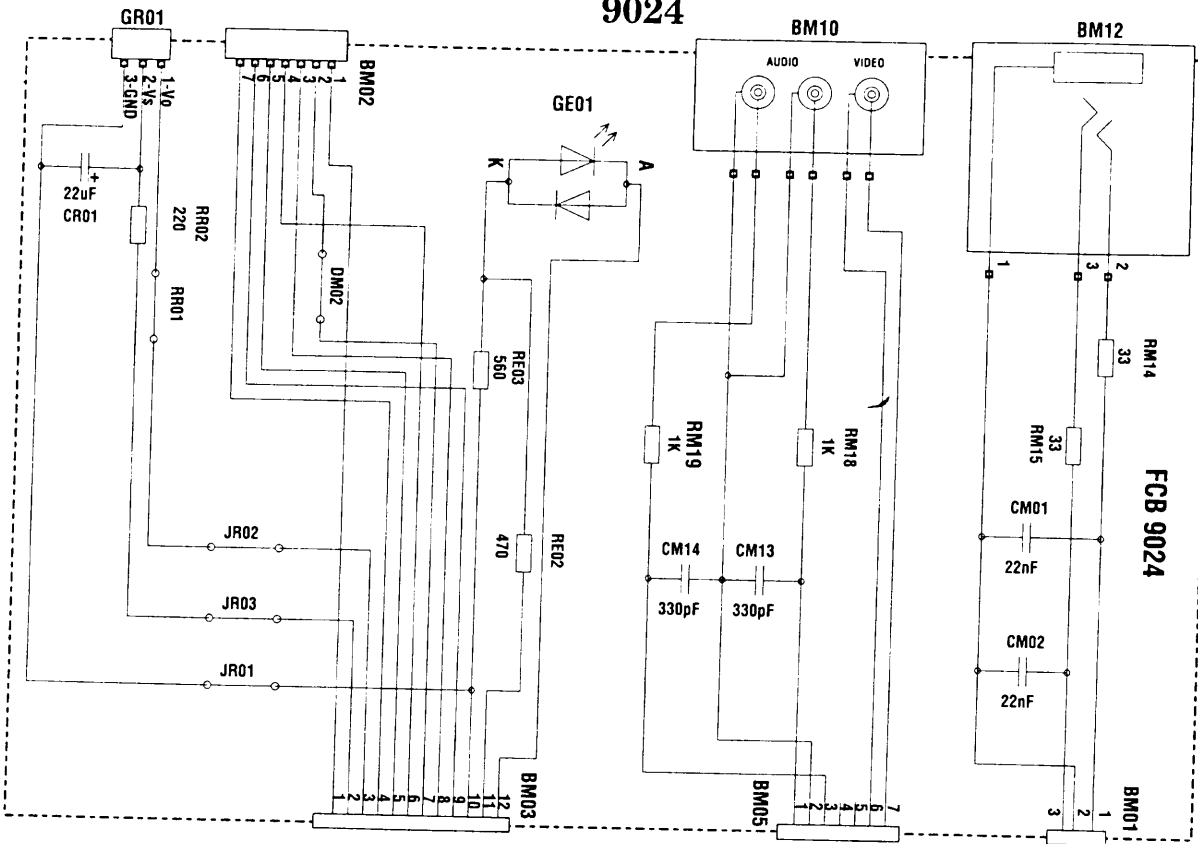 9024
GR01
BM10
BM12
AUDIO
VIDEO
1-Vo
2-Vs
3-GND
7
6
5
4
3
2
1
BM02
GE01
K
A
22uF
+
CR01
RR02
220
RR01
DM02
RE03
560
RE02
470
JR02
JR03
JR01
1
2
3
4
5
6
7
8
9
10
11
12
BM03
RM19
1K
RM18
1K
CM14
CM13
330pF
330pF
1
2
3
4
5
6
7
BM05
1
3
2
RM14
33
33
RM15
CM01
22nF
CM02
22nF
FCB 9024
3
2
1
BM01